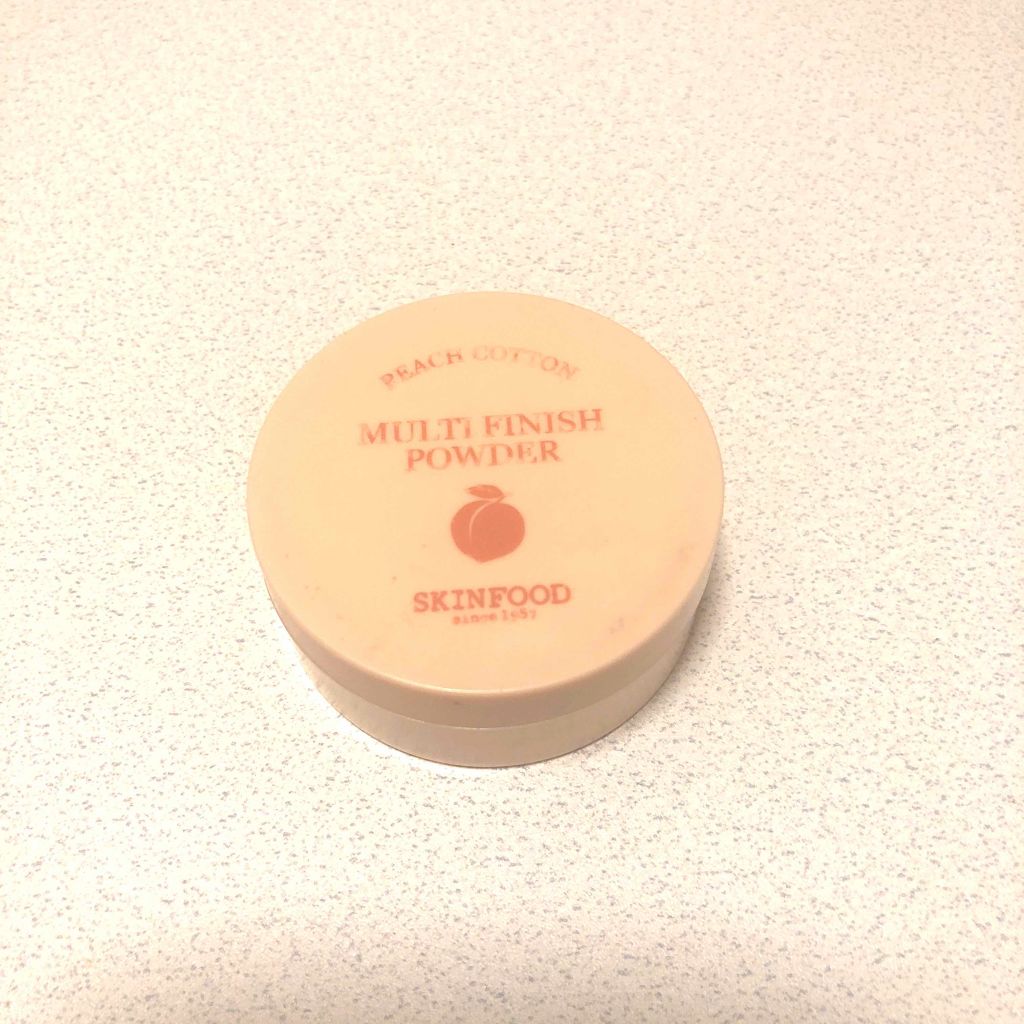 PEACH COTTON
MULTI FINISH
POWDER
SKINFOOD
since 1957